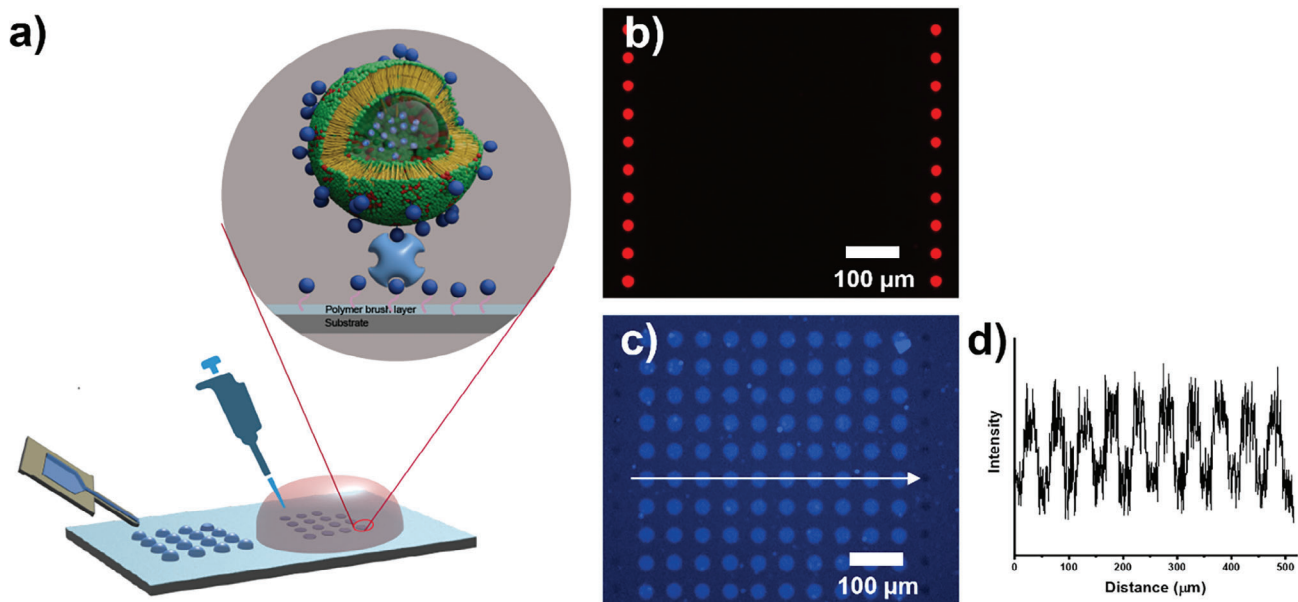 a)
Polymer brush layer
Substrate
b)
100 µm
c)
100 µm
d)
Intensity
0 100 200 300 400 500
Distance (µm)